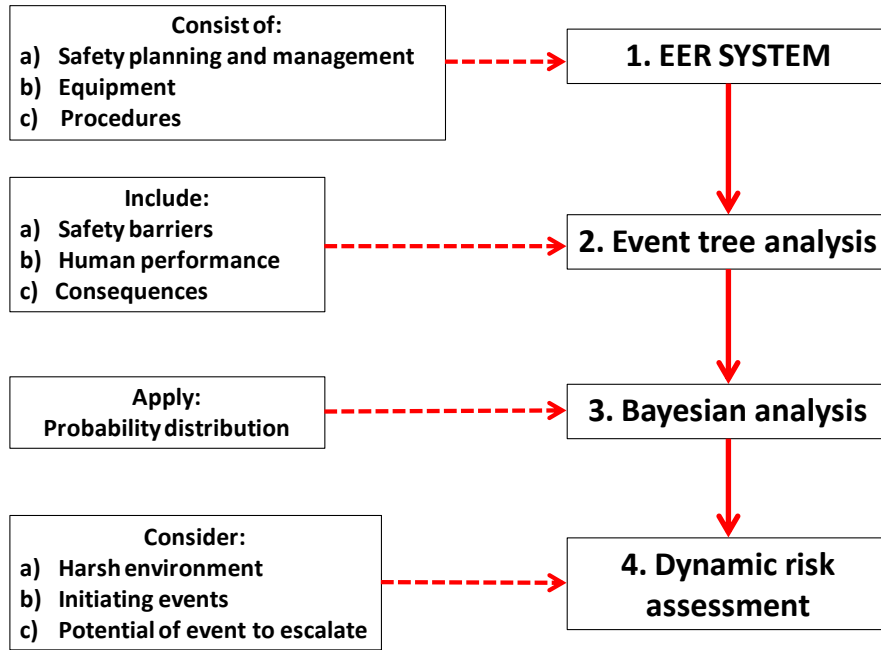 Consist of:
a) Safety planning and management
b) Equipment
c) Procedures
1. EER SYSTEM
Include:
a) Safety barriers
b) Human performance
c) Consequences
2. Event tree analysis
Apply:
Probability distribution
3. Bayesian analysis
Consider:
a) Harsh environment
b) Initiating events
c) Potential of event to escalate
4. Dynamic risk
assessment